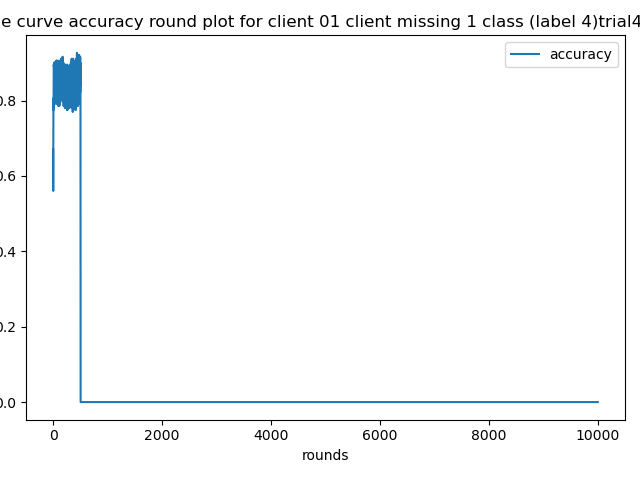 e curve accuracy round plot for client 01 client missing 1 class (label 4)trial4
accuracy
0.8
0.6
0.4
0.2
0.0
0 2000 4000 6000 8000 10000
rounds